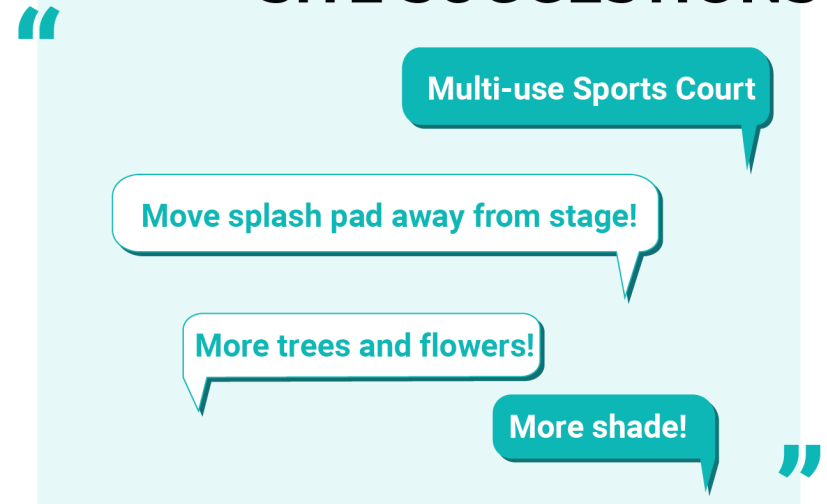 “
Multi-use Sports Court
Move splash pad away from stage!
More trees and flowers!
More shade!
”